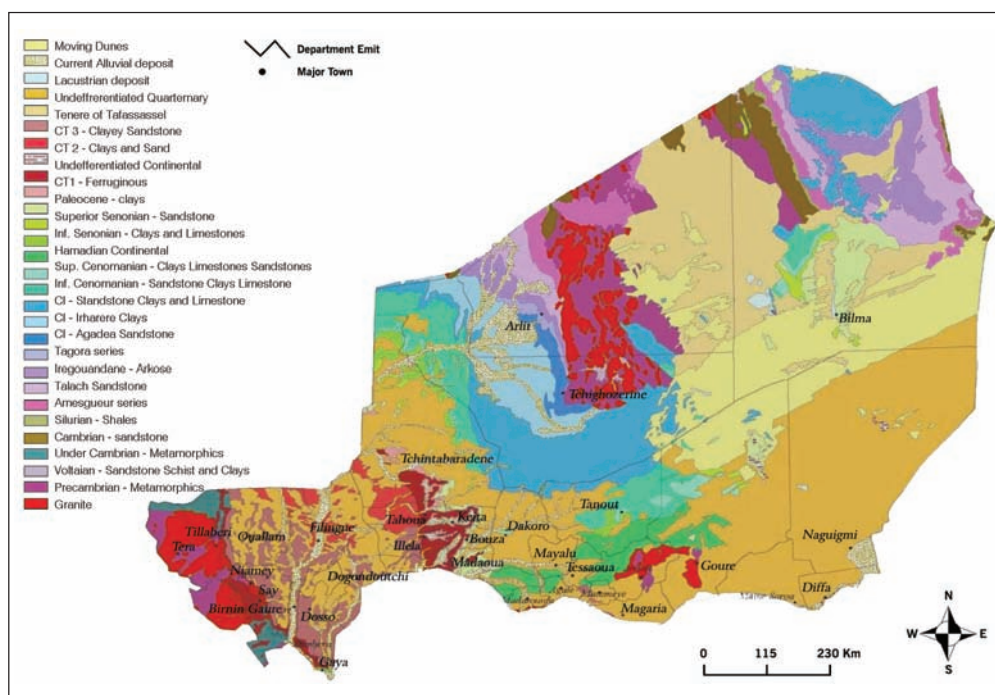 Moving Dunes
Current Alluvial deposit
Lacustrian deposit
Undeffrerentiated Quarternary
Tenere of Tafassassel
CT 3 - Clayey Sandstone
CT 2 - Clays and Sand
Undefferentiated Continental
CT1 - Ferruginous
Paleocene - clays
Superior Senonian - Sandstone
Inf. Senonian - Clays and Limestones
Hamadian Continental
Sup. Cenomanian - Clays Limestones Sandstones
Inf. Cenomanian - Sandstone Clays Limestone
CI - Standstone Clays and Limestone
CI - Irharere Clays
CI - Agadea Sandstone
Tagora series
Iregouandane - Arkose
Talach Sandstone
Amesgueur series
Silurian - Shales
Cambrian - sandstone
Under Cambrian - Metamorphics
Voltaian - Sandstone Schist and Clays
Precambrian - Metamorphics
Granite
Department Emit
Major Town
Arlit
Bilma
Tchighozerine
Tchintabaradene
Tanout
Tillaberi
Ouallam
Filingue
Tahoua
Keita
Dakoro
Tera
Illela
Bouza
Naguigmi
Niamey
Dogondoutchi
Madaoua
Mayalu
Tessaoua
Goure
Say
Birnin Gaure
Dosso
Magaria
Diffa
Gaya
N
W
E
S
0 115 230 Km